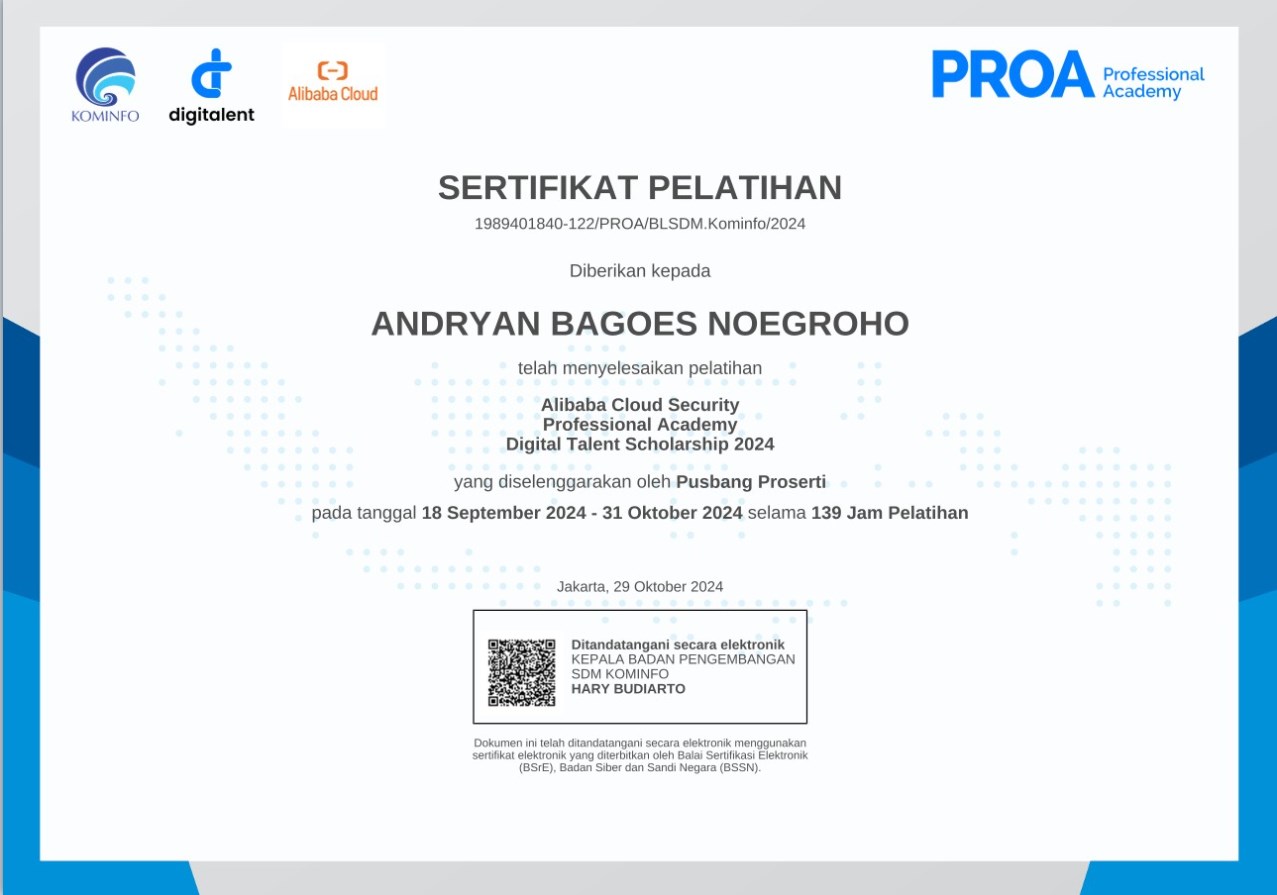 KOMINFO
digitalent
Alibaba Cloud
PROA Professional
Academy
SERTIFIKAT PELATIHAN
1989401840-122/PROA/BLSDM.Kominfo/2024
Diberikan kepada
ANDRYAN BAGOES NOEGROHO
telah menyelesaikan pelatihan
Alibaba Cloud Security
Professional Academy
Digital Talent Scholarship 2024
yang diselenggarakan oleh Pusbang Proserti
pada tanggal 18 September 2024 - 31 Oktober 2024 selama 139 Jam Pelatihan
Jakarta, 29 Oktober 2024
Ditandatangani secara elektronik
KEPALA BADAN PENGEMBANGAN
SDM KOMINFO
HARY BUDIARTO
Dokumen ini telah ditandatangani secara elektronik menggunakan
sertifikat elektronik yang diterbitkan oleh Balai Sertifikasi Elektronik
(BSrE), Badan Siber dan Sandi Negara (BSSN).